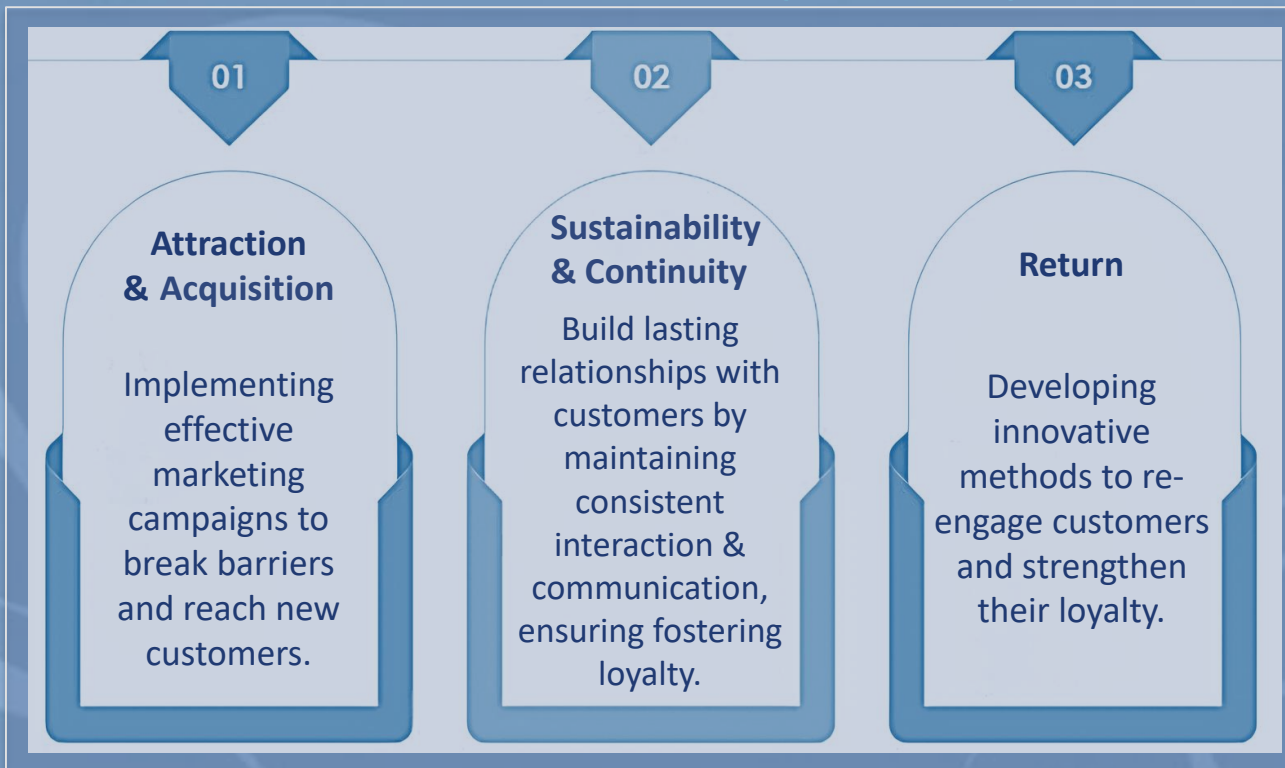 01
Attraction
& Acquisition
Implementing
effective
marketing
campaigns to
break barriers
and reach new
customers.
02
Sustainability
& Continuity
Build lasting
relationships with
customers by
maintaining
consistent
interaction &
communication,
ensuring fostering
loyalty.
03
Return
Developing
innovative
methods to re-
engage customers
and strengthen
their loyalty.